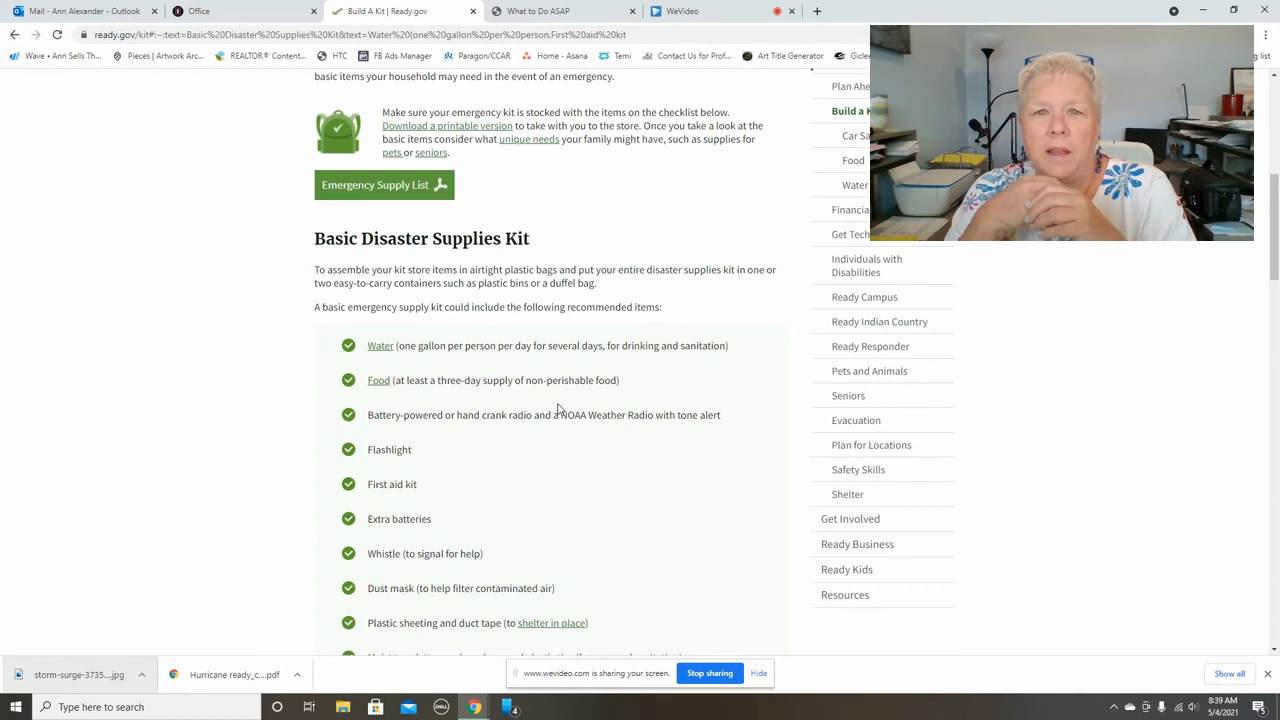 Mail - Ann Alexander - Outlook
Office
Build A Kit | Ready.gov
What to Do ASAP
WeVideo
ready.gov/kit#:~:text=Basic%20Disaster%20Supplies%20Kit&text=Water%20(one%20gallon%20per%20person,First%20aid%20kit
Wave • Ann Sells Th...
Pieces | Artwork Arc...
REALTOR® Content...
HTC
FB Ads Manager
Paragon/CCAR
Home - Asana
Temi
Contact Us for Prof...
Art Title Generator
ng list
basic items your household may need in the event of an emergency.
Make sure your emergency kit is stocked with the items on the checklist below.
Download a printable version to take with you to the store. Once you take a look at the
basic items consider what unique needs your family might have, such as supplies for
pets or seniors.
Emergency Supply List
Basic Disaster Supplies Kit
To assemble your kit store items in airtight plastic bags and put your entire disaster supplies kit in one or
two easy-to-carry containers such as plastic bins or a duffel bag.
A basic emergency supply kit could include the following recommended items:
Water (one gallon per person per day for several days, for drinking and sanitation)
Food (at least a three-day supply of non-perishable food)
Battery-powered or hand crank radio and a NOAA Weather Radio with tone alert
Flashlight
First aid kit
Extra batteries
Whistle (to signal for help)
Dust mask (to help filter contaminated air)
Plastic sheeting and duct tape (to shelter in place)
Plan Ahe
Build a K
Car Sa
Food
Water
Financia
Get Tech
Individuals with
Disabilities
Ready Campus
Ready Indian Country
Ready Responder
Pets and Animals
Seniors
Evacuation
Plan for Locations
Safety Skills
Shelter
Get Involved
Ready Business
Ready Kids
Resources
storm-surge-3735....jpg
Hurricane ready_c....pdf
www.wevideo.com is sharing your screen.
Stop sharing
Hide
Show all
Type here to search
DELL
4
8:39 AM
5/4/2021
5